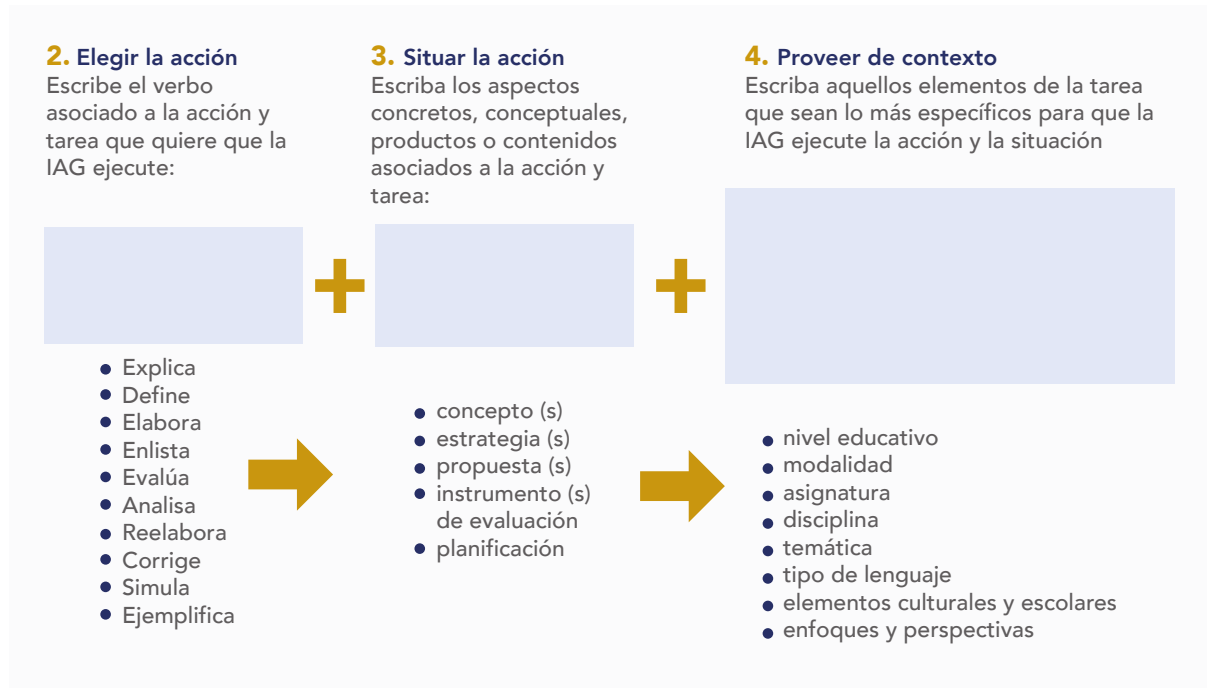 2. Elegir la acción
Escribe el verbo
asociado a la acción y
tarea que quiere que la
IAG ejecute:
3. Situar la acción
Escriba los aspectos
concretos, conceptuales,
productos o contenidos
asociados a la acción y
tarea:
4. Proveer de contexto
Escriba aquellos elementos de la tarea
que sean lo más específicos para que la
IAG ejecute la acción y la situación
• Explica
• Define
• Elabora
• Enlista
• Evalúa
• Analisa
• Reelabora
• Corrige
• Simula
• Ejemplifica
• concepto (s)
• estrategia (s)
• propuesta (s)
• instrumento (s)
de evaluación
• planificación
• nivel educativo
• modalidad
• asignatura
• disciplina
• temática
• tipo de lenguaje
• elementos culturales y escolares
• enfoques y perspectivas